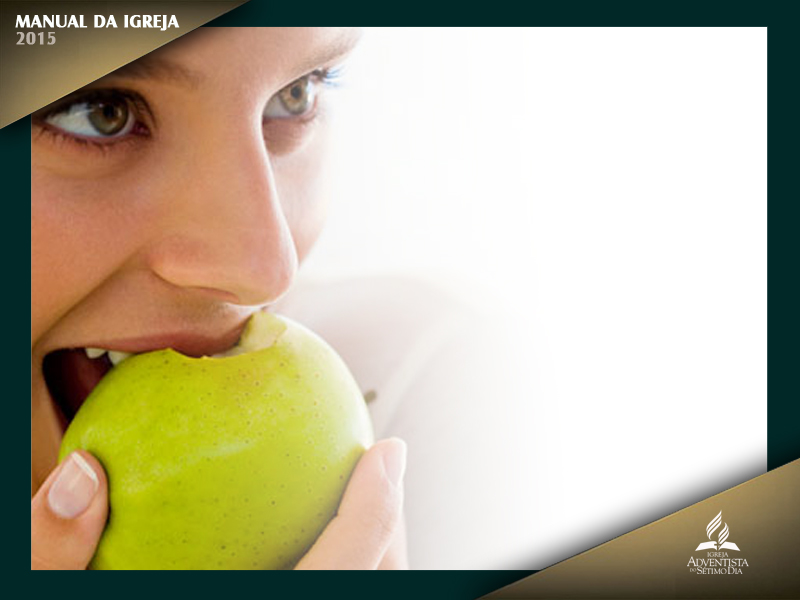 MANUAL DA IGREJA
2015
IGREJA
ADVENTISTA
DO SÉTIMO DIA